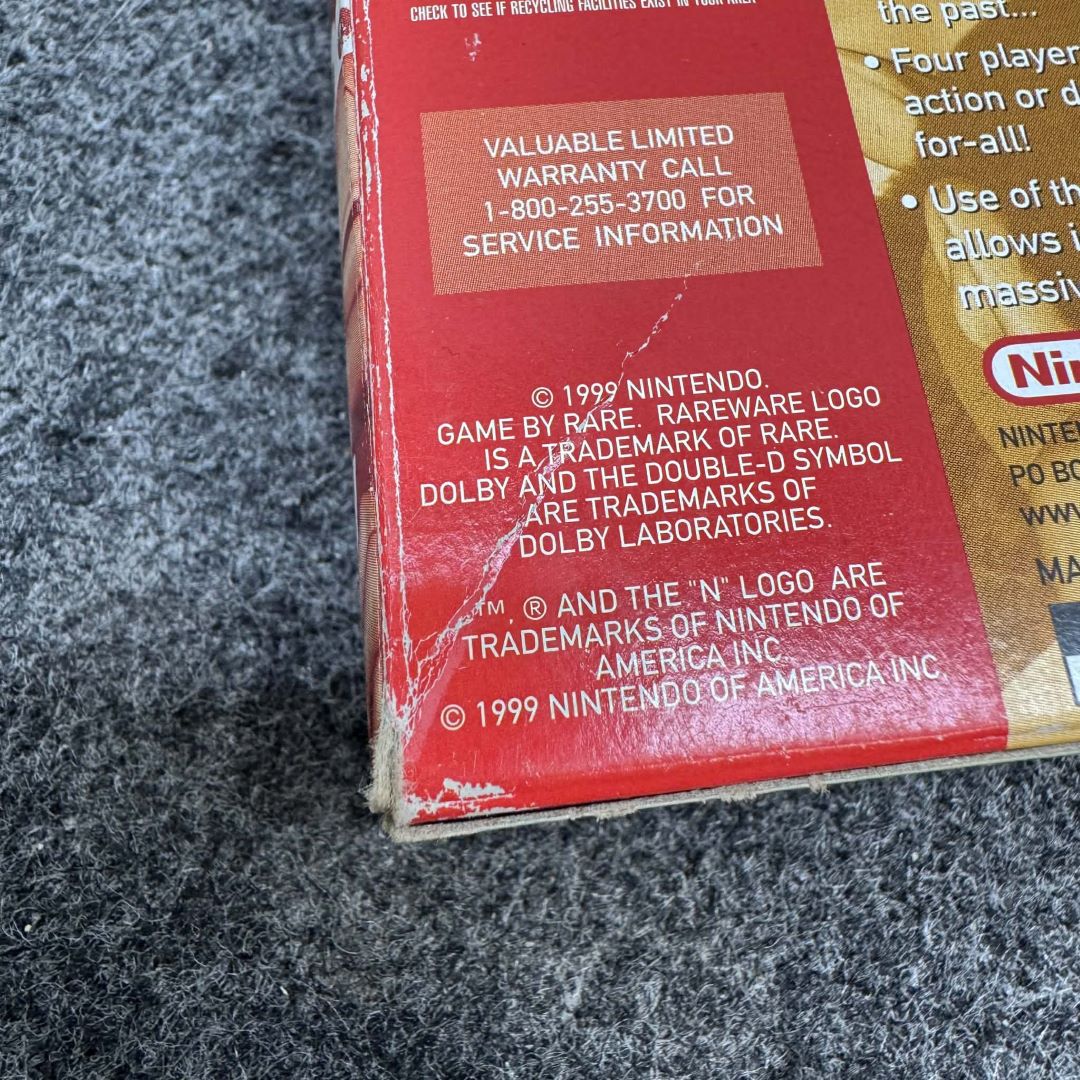 CHECK TO SEE IF RECYCLING FACILITIES EXIST IN YOUR AREA
VALUABLE LIMITED
WARRANTY CALL
1-800-255-3700 FOR
SERVICE INFORMATION
© 1999 NINTENDO.
GAME BY RARE. RAREWARE LOGO
IS A TRADEMARK OF RARE.
DOLBY AND THE DOUBLE-D SYMBOL
ARE TRADEMARKS OF
DOLBY LABORATORIES.
™, ® AND THE "N" LOGO ARE
TRADEMARKS OF NINTENDO OF
AMERICA INC.
© 1999 NINTENDO OF AMERICA INC.
the past...
• Four player
action or d
for-all!
• Use of th
allows i
massiv
Nin
NINTE
PO BO
WWW
MA